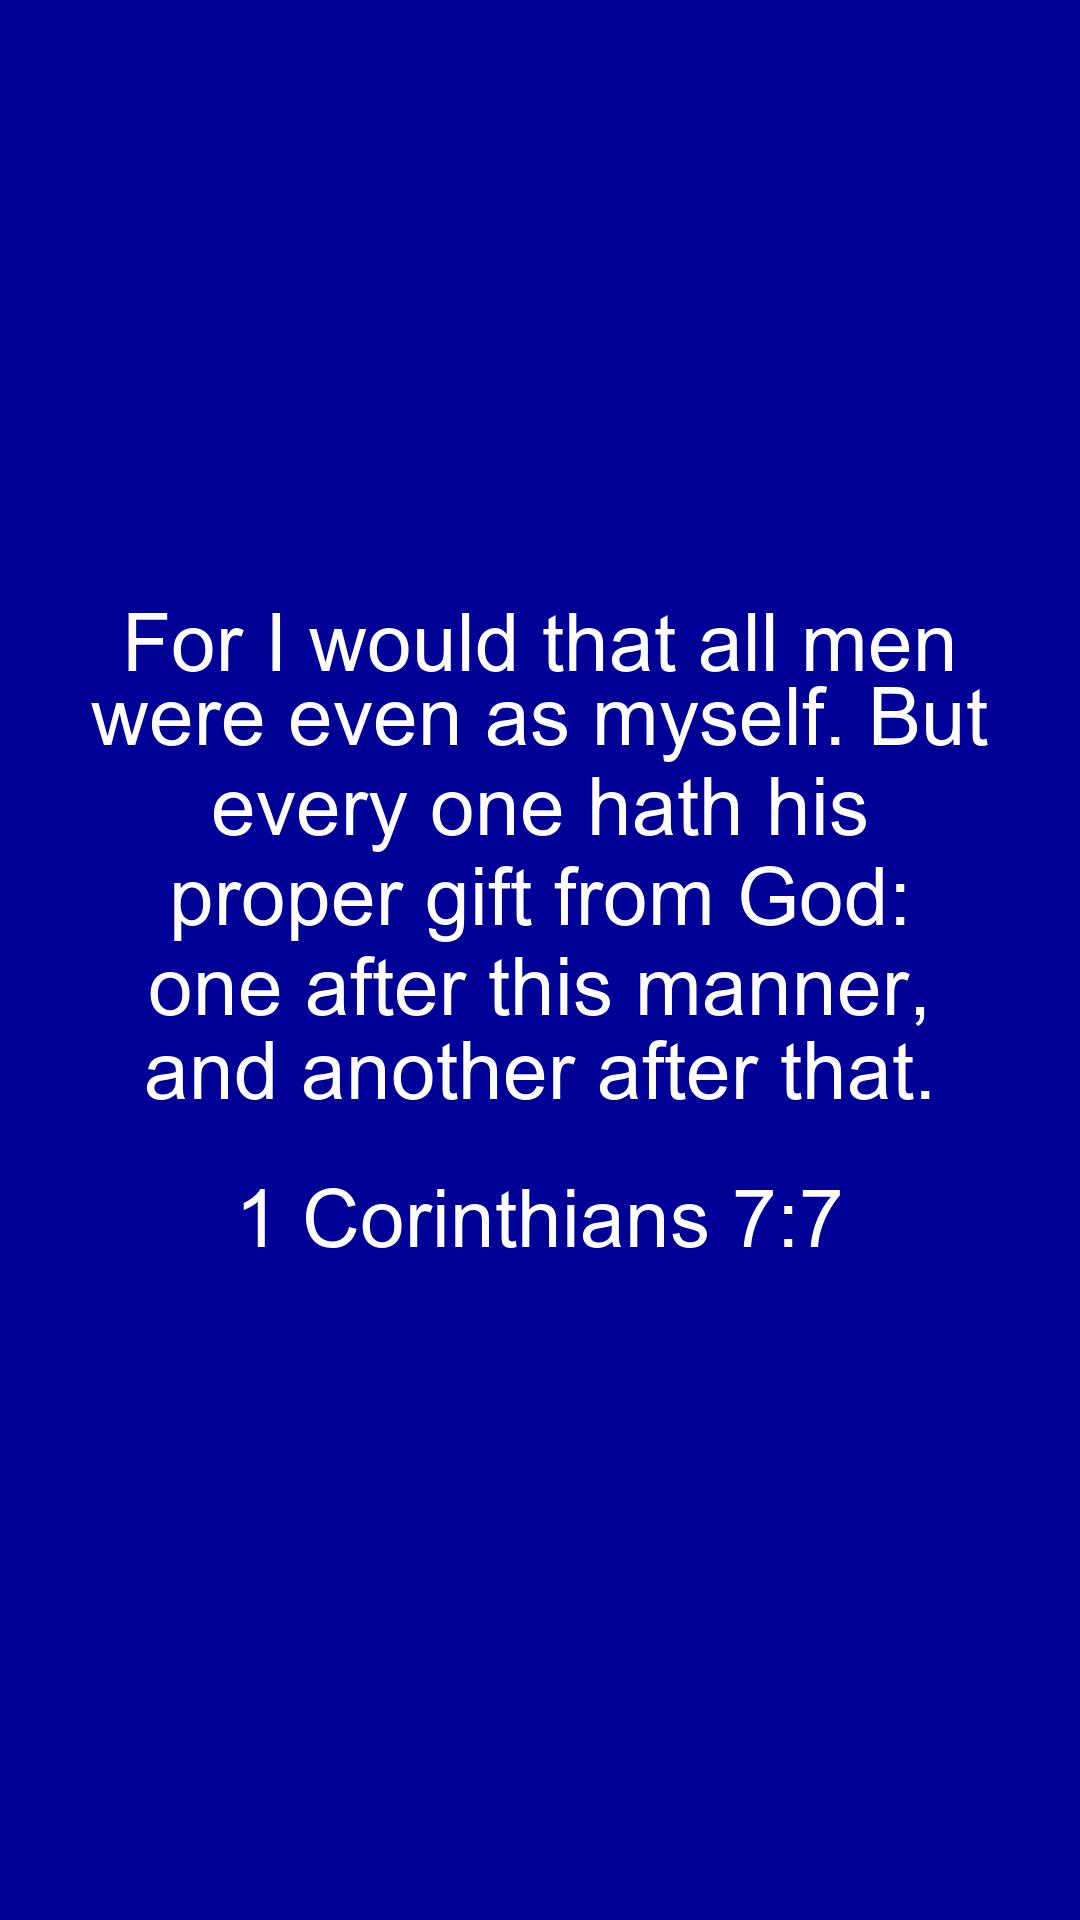 For I would that all men
were even as myself. But
every one hath his
proper gift from God:
one after this manner,
and another after that.
1 Corinthians 7:7